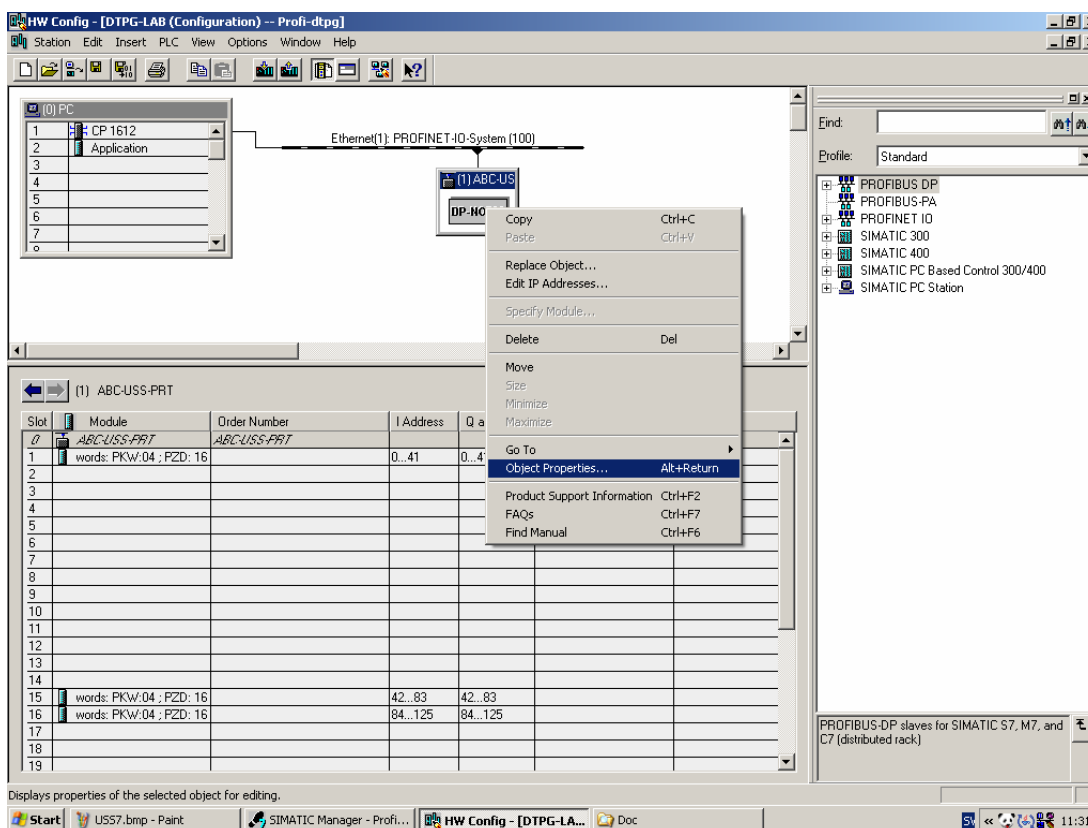 HW Config - [DTPG-LAB (Configuration) -- Profi-dtpg]
Station Edit Insert PLC View Options Window Help
(0) PC
1 CP 1612
2 Application
3
4
5
6
7
Ethernet(1): PROFINET-IO-System (100)
(1) ABC-US
Copy Ctrl+C
Paste Ctrl+V
Replace Object...
Edit IP Addresses...
Specify Module...
Delete Del
Move
Size
Minimize
Maximize
Go To
Object Properties... Alt+Return
Product Support Information Ctrl+F2
FAQs Ctrl+F7
Find Manual Ctrl+F6
Find:
Profile: Standard
PROFIBUS DP
PROFIBUS-PA
PROFINET IO
SIMATIC 300
SIMATIC 400
SIMATIC PC Based Control 300/400
SIMATIC PC Station
PROFIBUS-DP slaves for SIMATIC S7, M7, and
C7 (distributed rack)
(1) ABC-USS-PRT
Slot Module Order Number I Address Q a
0 ABC-USS-PRT ABC-USS-PRT
1 words: PKW:04 ; PZD: 16 0...41 0...4
2
3
4
5
6
7
8
9
10
11
12
13
14
15 words: PKW:04 ; PZD: 16 42...83 42...83
16 words: PKW:04 ; PZD: 16 84...125 84...125
17
18
19
Displays properties of the selected object for editing.
Start USS7.bmp - Paint SIMATIC Manager - Profi... HW Config - [DTPG-LA... Doc SV « 11:3